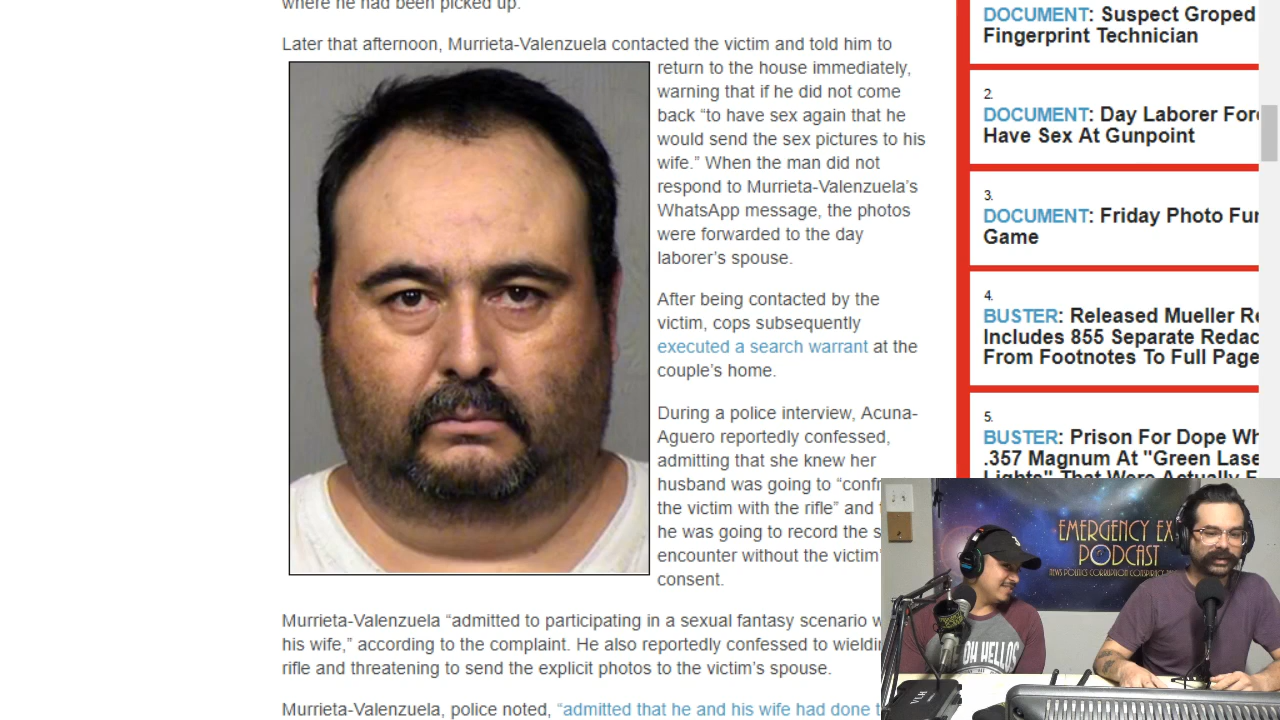 where he had been picked up.
Later that afternoon, Murrieta-Valenzuela contacted the victim and told him to
return to the house immediately,
warning that if he did not come
back “to have sex again that he
would send the sex pictures to his
wife.” When the man did not
respond to Murrieta-Valenzuela’s
WhatsApp message, the photos
were forwarded to the day
laborer’s spouse.
After being contacted by the
victim, cops subsequently
executed a search warrant at the
couple’s home.
During a police interview, Acuna-
Aguero reportedly confessed,
admitting that she knew her
husband was going to “confr
the victim with the rifle” and
he was going to record the s
encounter without the victim’
consent.
Murrieta-Valenzuela “admitted to participating in a sexual fantasy scenario w
his wife,” according to the complaint. He also reportedly confessed to wieldin
rifle and threatening to send the explicit photos to the victim’s spouse.
Murrieta-Valenzuela, police noted, “admitted that he and his wife had done t
DOCUMENT: Suspect Groped
Fingerprint Technician
2.
DOCUMENT: Day Laborer For
Have Sex At Gunpoint
3.
DOCUMENT: Friday Photo Fu
Game
4.
BUSTER: Released Mueller Re
Includes 855 Separate Redac
From Footnotes To Full Page
5.
BUSTER: Prison For Dope Wh
.357 Magnum At "Green Lase
Lights" That Were Actually F
EMERGENCY EX
PODCAST
NEWS POLITICS CORRUPTION
OH HELLOS